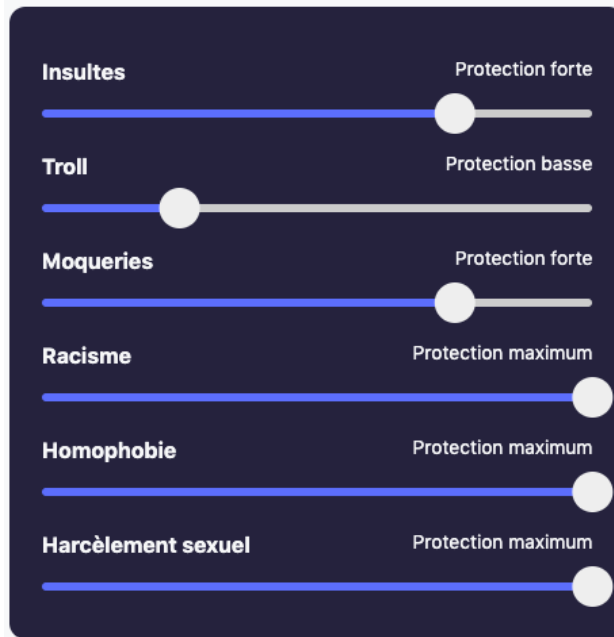 Insultes Protection forte
Troll Protection basse
Moqueries Protection forte
Racisme Protection maximum
Homophobie Protection maximum
Harcèlement sexuel Protection maximum